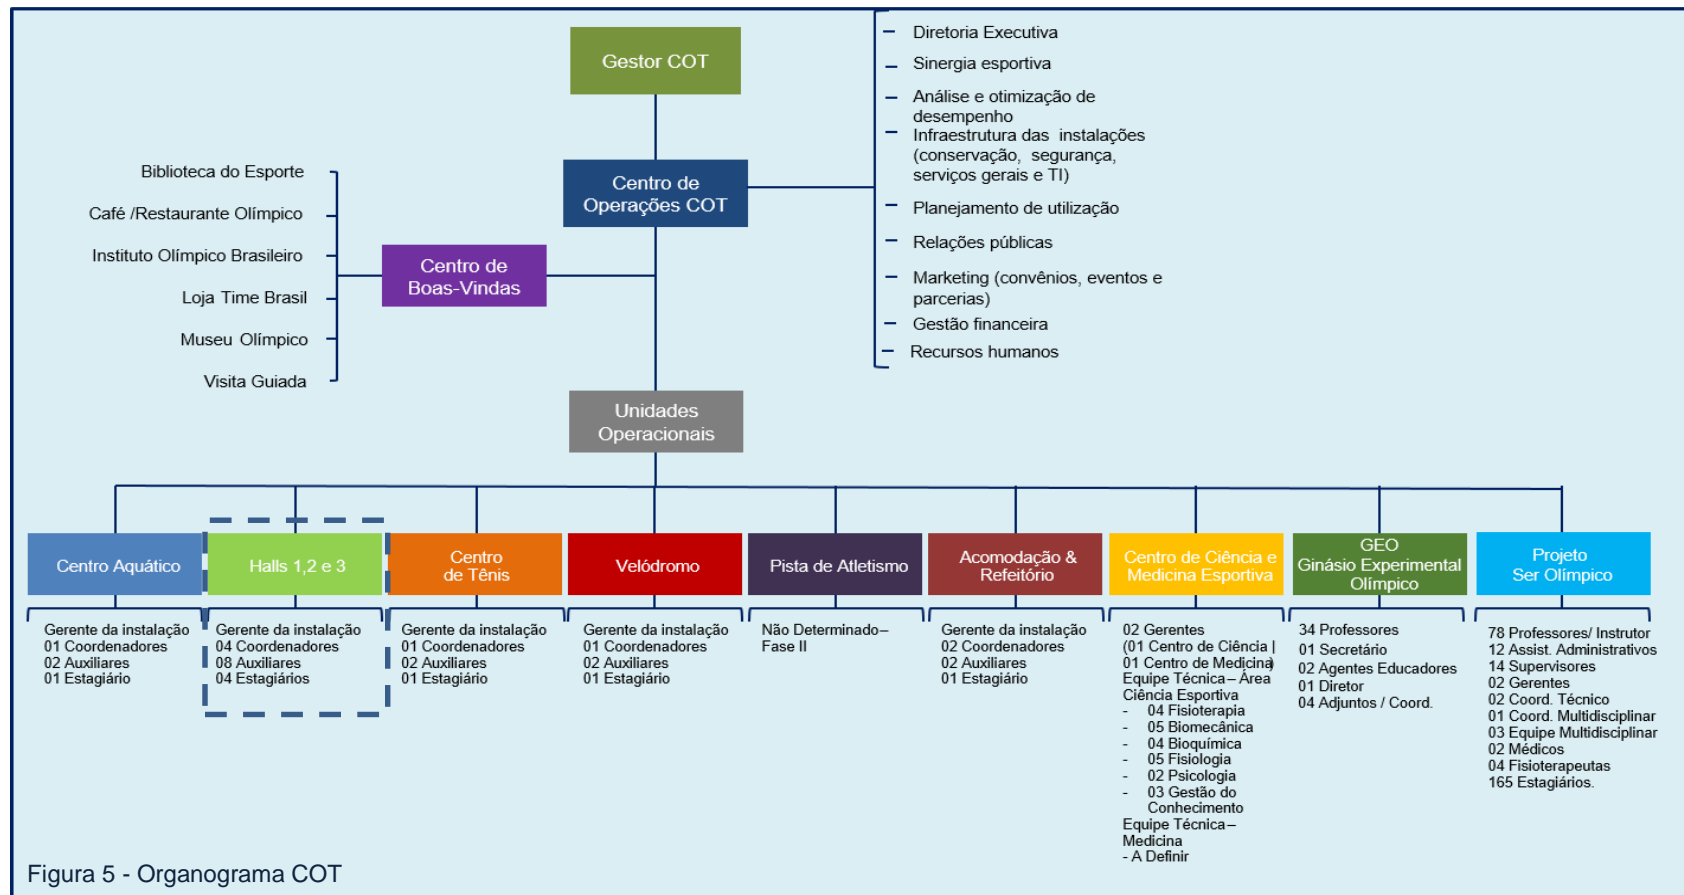 Gestor COT
Diretoria Executiva
Sinergia esportiva
Análise e otimização de
desempenho
Infraestrutura das instalações
(conservação, segurança,
serviços gerais e TI)
Planejamento de utilização
Relações públicas
Marketing (convênios, eventos e
parcerias)
Gestão financeira
Recursos humanos
Centro de
Operações COT
Biblioteca do Esporte
Café /Restaurante Olímpico
Instituto Olímpico Brasileiro
Loja Time Brasil
Museu Olímpico
Visita Guiada
Centro de
Boas-Vindas
Unidades
Operacionais
Centro Aquático
Gerente da instalação
01 Coordenadores
02 Auxiliares
01 Estagiário
Halls 1,2 e 3
Gerente da instalação
04 Coordenadores
08 Auxiliares
04 Estagiários
Centro
de Tênis
Gerente da instalação
01 Coordenadores
02 Auxiliares
01 Estagiário
Velódromo
Gerente da instalação
01 Coordenadores
02 Auxiliares
01 Estagiário
Pista de Atletismo
Não Determinado–
Fase II
Acomodação &
Refeitório
Gerente da instalação
02 Coordenadores
02 Auxiliares
01 Estagiário
Centro de Ciência e
Medicina Esportiva
02 Gerentes
(01 Centro de Ciência |
01 Centro de Medicina)
Equipe Técnica– Área
Ciência Esportiva
- 04 Fisioterapia
- 05 Biomecânica
- 04 Bioquímica
- 05 Fisiologia
- 02 Psicologia
- 03 Gestão do
Conhecimento
Equipe Técnica–
Medicina
- A Definir
GEO
Ginásio Experimental
Olímpico
34 Professores
01 Secretário
02 Agentes Educadores
01 Diretor
04 Adjuntos / Coord.
Projeto
Ser Olímpico
78 Professores/ Instrutor
12 Assist. Administrativos
14 Supervisores
02 Gerentes
02 Coord. Técnico
01 Coord. Multidisciplinar
03 Equipe Multidisciplinar
02 Médicos
04 Fisioterapeutas
165 Estagiários.
Figura 5 - Organograma COT